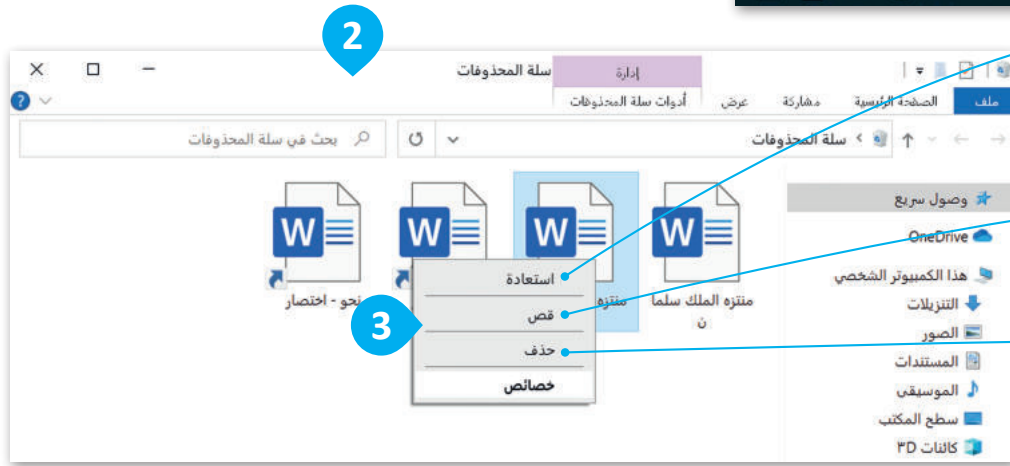 2
إدارة
سلة المحذوفات
ملف
الصفحة الرئيسية
مشاركة
عرض
أدوات سلة المحذوفات
سلة المحذوفات
بحث في سلة المحذوفات
وصول سريع
OneDrive
هذا الكمبيوتر الشخصي
التنزيلات
الصور
المستندات
الموسيقى
سطح المكتب
كائنات ٣D
W
W
W
W
منتزه الملك سلما
ن
منتزه
نحو - اختصار
3
استعادة
قص
حذف
خصائص